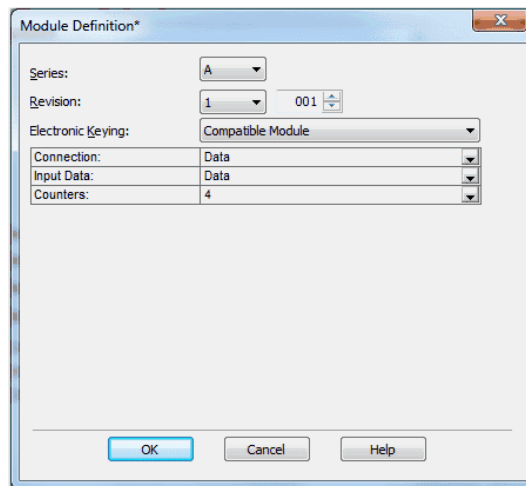 Module Definition*
Series: A
Revision: 1 001
Electronic Keying: Compatible Module
Connection: Data
Input Data: Data
Counters: 4
OK Cancel Help